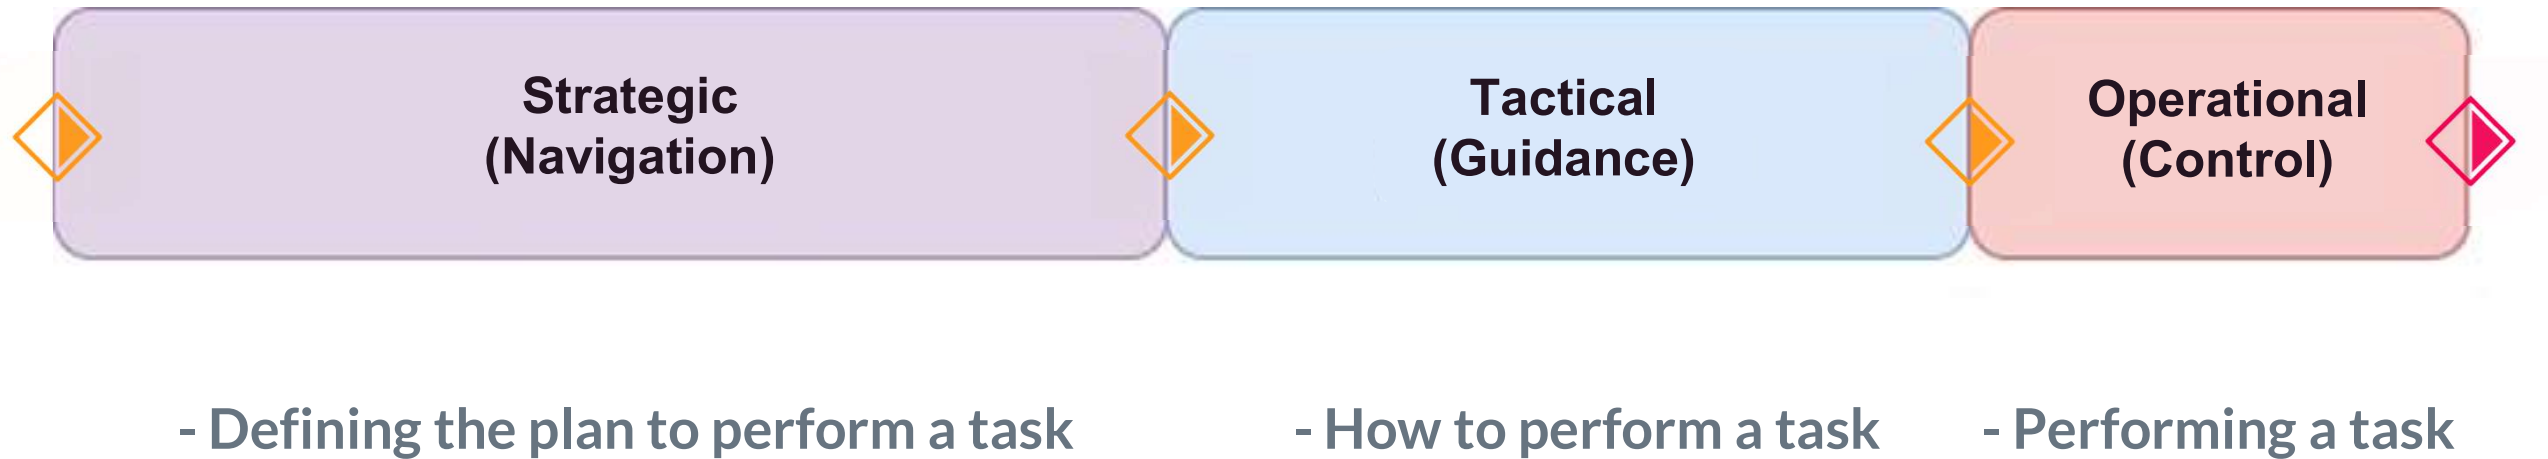 Strategic
(Navigation)
Tactical
(Guidance)
Operational
(Control)
- Defining the plan to perform a task
- How to perform a task
- Performing a task